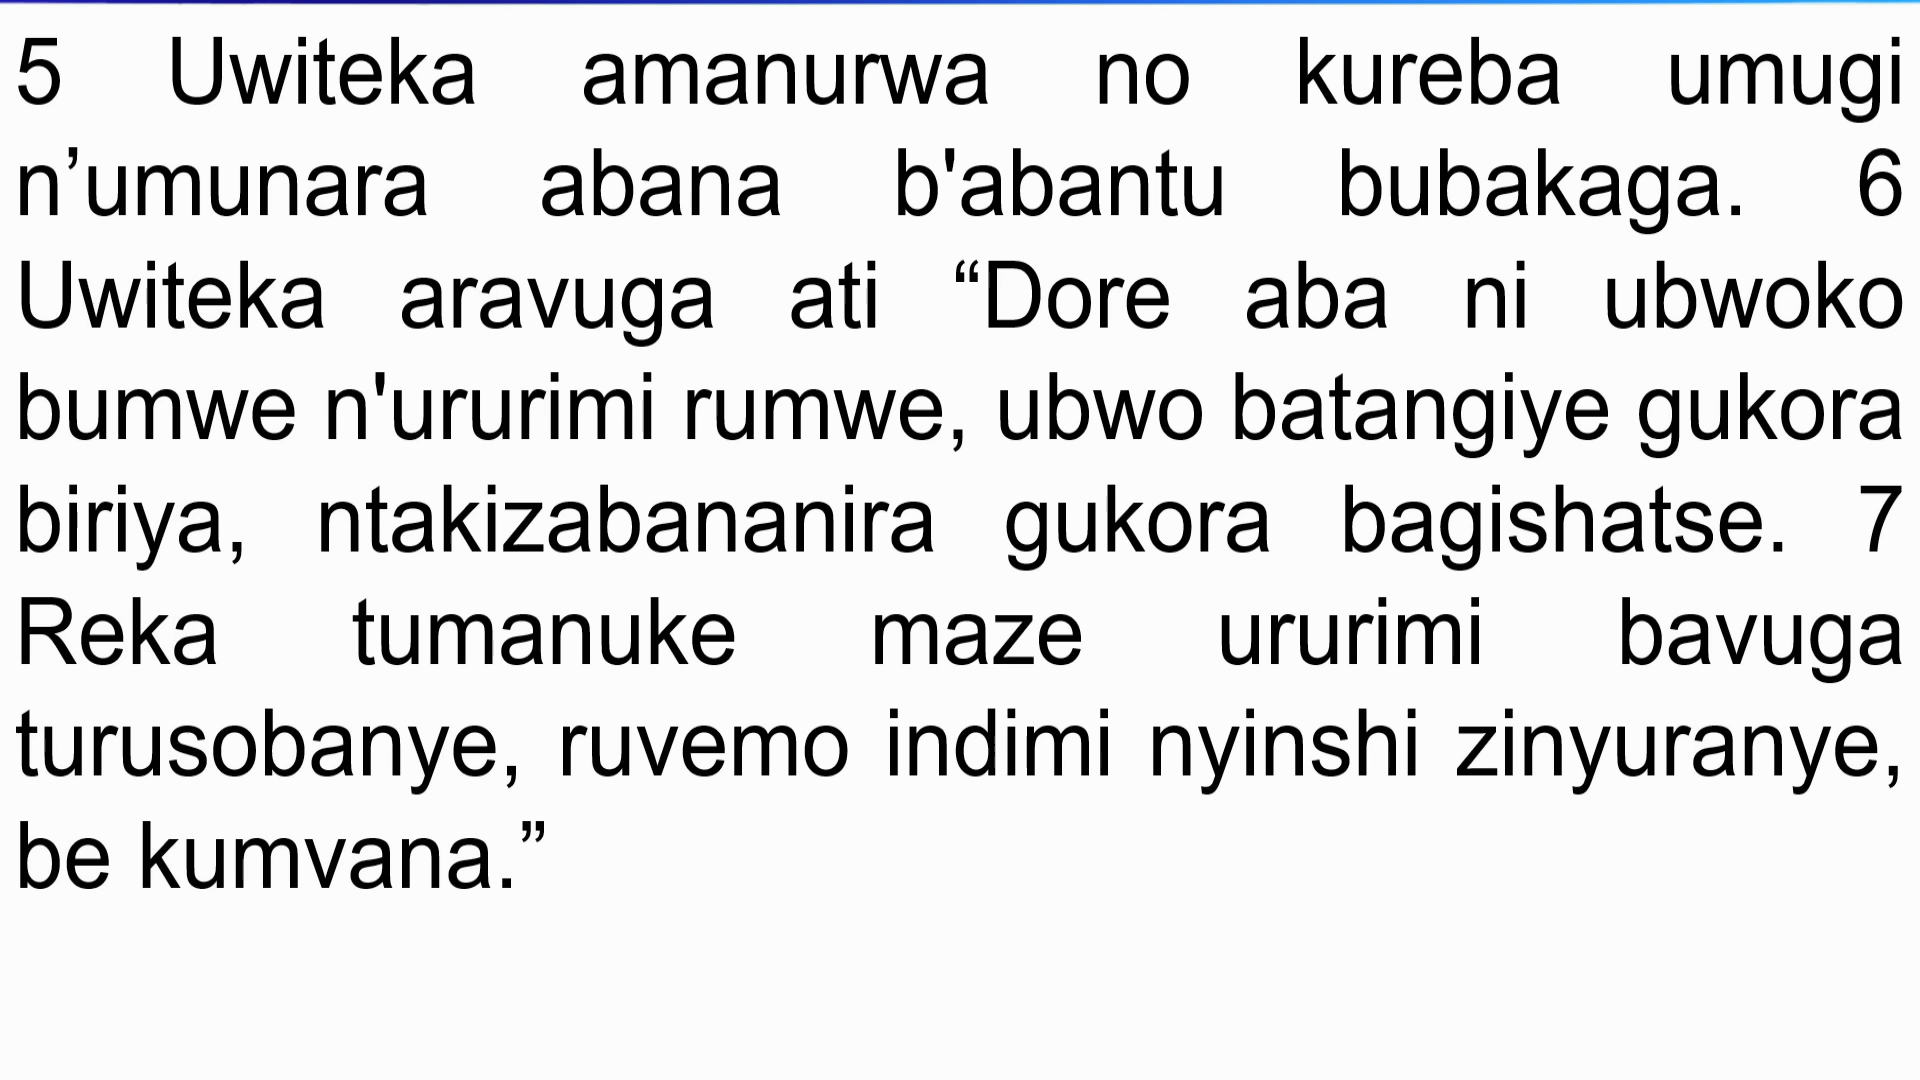 5 Uwiteka amanurwa no kureba umugi
n’umunara abana b'abantu bubakaga. 6
Uwiteka aravuga ati “Dore aba ni ubwoko
bumwe n'ururimi rumwe, ubwo batangiye gukora
biriya, ntakizabananira gukora bagishatse. 7
Reka tumanuke maze ururimi bavuga
turusobanye, ruvemo indimi nyinshi zinyuranye,
be kumvana.”